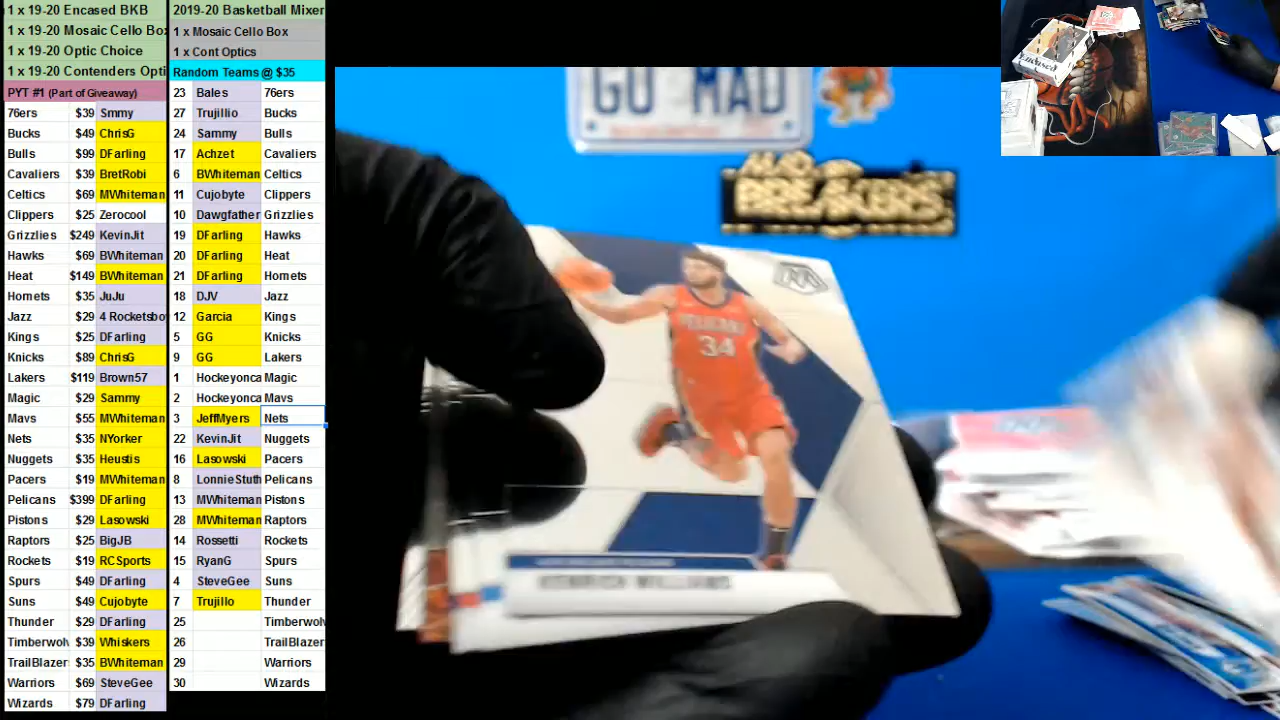 1 x 19-20 Encased BKB
1 x 19-20 Mosaic Cello Box
1 x 19-20 Optic Choice
1 x 19-20 Contenders Opti
PYT #1 (Part of Giveaway)
76ers $39 Smmy
Bucks $49 ChrisG
Bulls $99 DFarling
Cavaliers $39 BretRobi
Celtics $69 MWhiteman
Clippers $25 Zerocool
Grizzlies $249 KevinJit
Hawks $69 BWhiteman
Heat $149 BWhiteman
Hornets $35 JuJu
Jazz $29 4 Rocketsbo
Kings $25 DFarling
Knicks $89 ChrisG
Lakers $119 Brown57
Magic $29 Sammy
Mavs $55 MWhiteman
Nets $35 NYorker
Nuggets $35 Heustis
Pacers $19 MWhiteman
Pelicans $399 DFarling
Pistons $29 Lasowski
Raptors $25 BigJB
Rockets $19 RCSports
Spurs $49 DFarling
Suns $49 Cujobyte
Thunder $29 DFarling
Timberwolv $39 Whiskers
TrailBlazer $35 BWhiteman
Warriors $69 SteveGee
Wizards $79 DFarling
2019-20 Basketball Mixer
1 x Mosaic Cello Box
1 x Cont Optics
Random Teams @ $35
23 Bales 76ers
27 Trujillio Bucks
24 Sammy Bulls
17 Achzet Cavaliers
6 BWhiteman Celtics
11 Cujobyte Clippers
10 Dawgfather Grizzlies
19 DFarling Hawks
20 DFarling Heat
21 DFarling Hornets
18 DJV Jazz
12 Garcia Kings
5 GG Knicks
9 GG Lakers
1 Hockeyonca Magic
2 Hockeyonca Mavs
3 JeffMyers Nets
22 KevinJit Nuggets
16 Lasowski Pacers
8 LonnieStuth Pelicans
13 MWhiteman Pistons
28 MWhiteman Raptors
14 Rossetti Rockets
15 RyanG Spurs
4 SteveGee Suns
7 Trujillo Thunder
25 Timberwolv
26 TrailBlazer
29 Warriors
30 Wizards
GO MAD
BREAKERS
PELICANS
34
KENRICH WILLIAMS
Encased